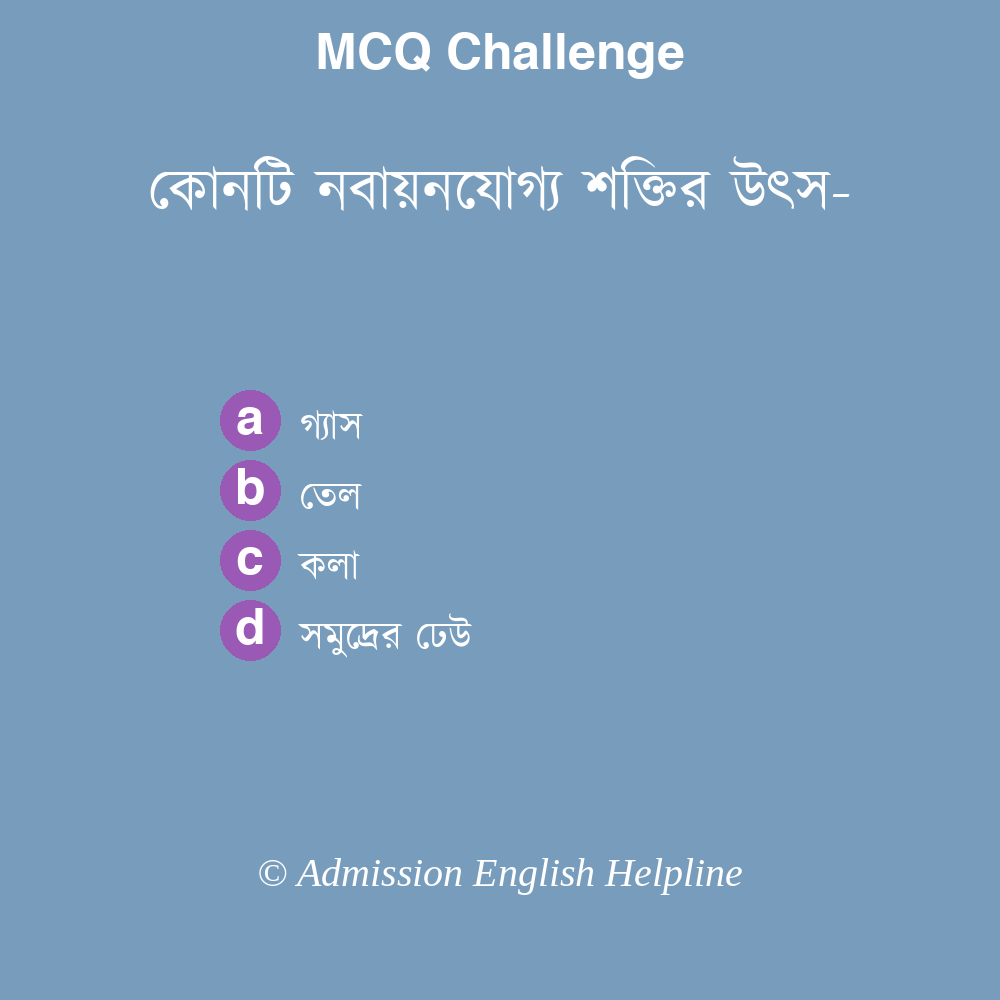 MCQ Challenge
কোনটি নবায়নযোগ্য শক্তির উৎস-
a গ্যাস
b তেল
c কলা
d সমুদ্রের ঢেউ
© Admission English Helpline